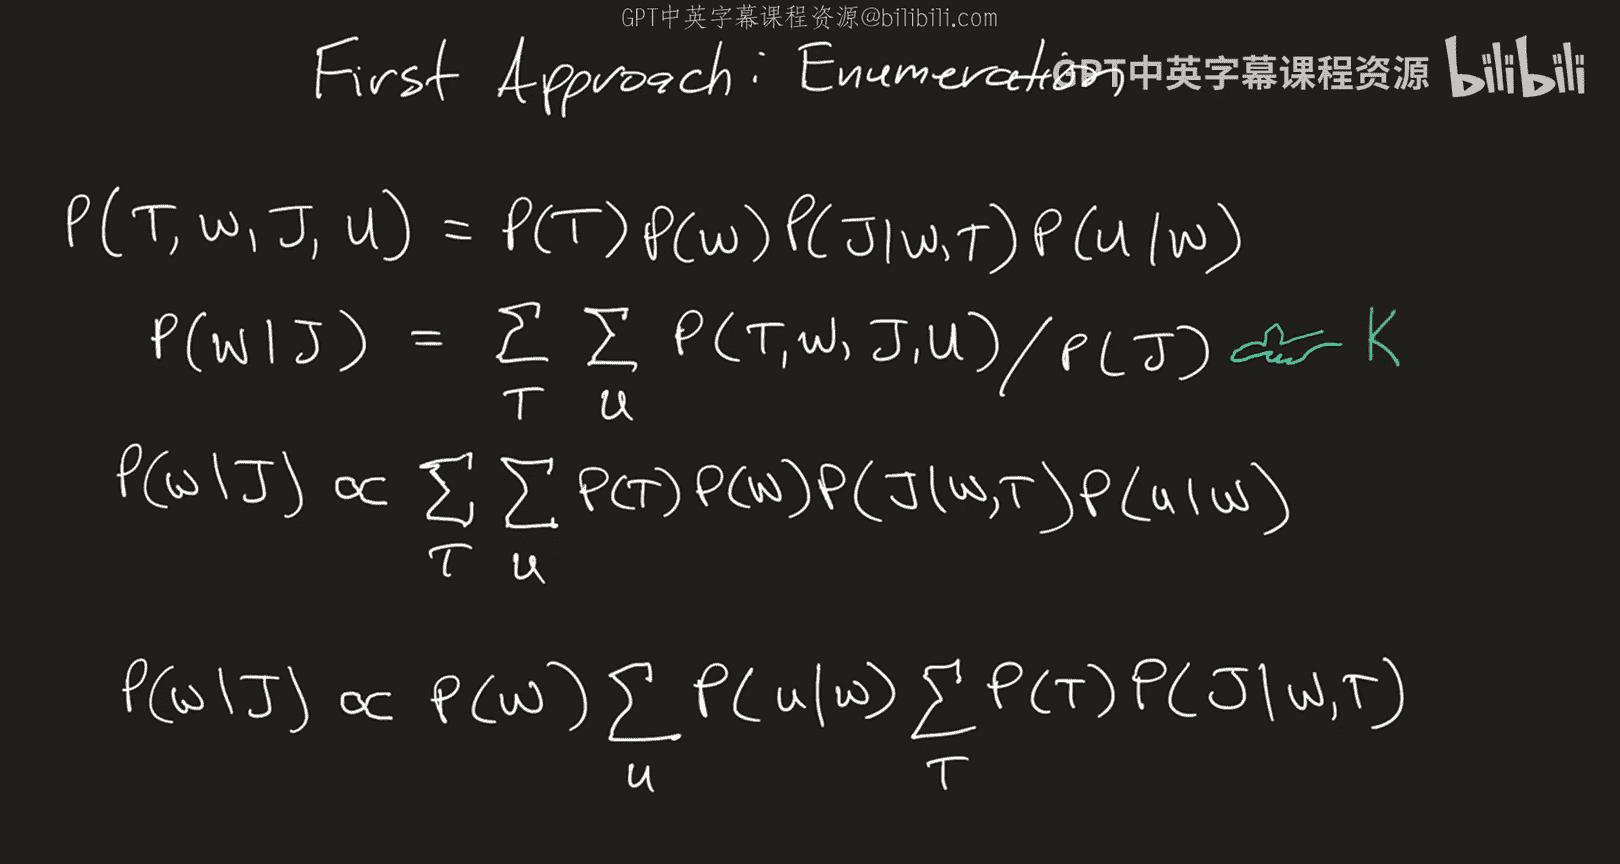 GPT中英字幕课程资源@bilibili.com
First Approach: Enumeration
GPT中英字幕课程资源 bilibili
P(T, W, J, U) = P(T) P(W) P(J|W,T) P(U|W)
P(W|J) = Σ_T Σ_U P(T,W,J,U)/P(J) K
P(W|J) ∝ Σ_T Σ_U P(T) P(W) P(J|W,T) P(U|W)
P(W|J) ∝ P(W) Σ_U P(U|W) Σ_T P(T) P(J|W,T)